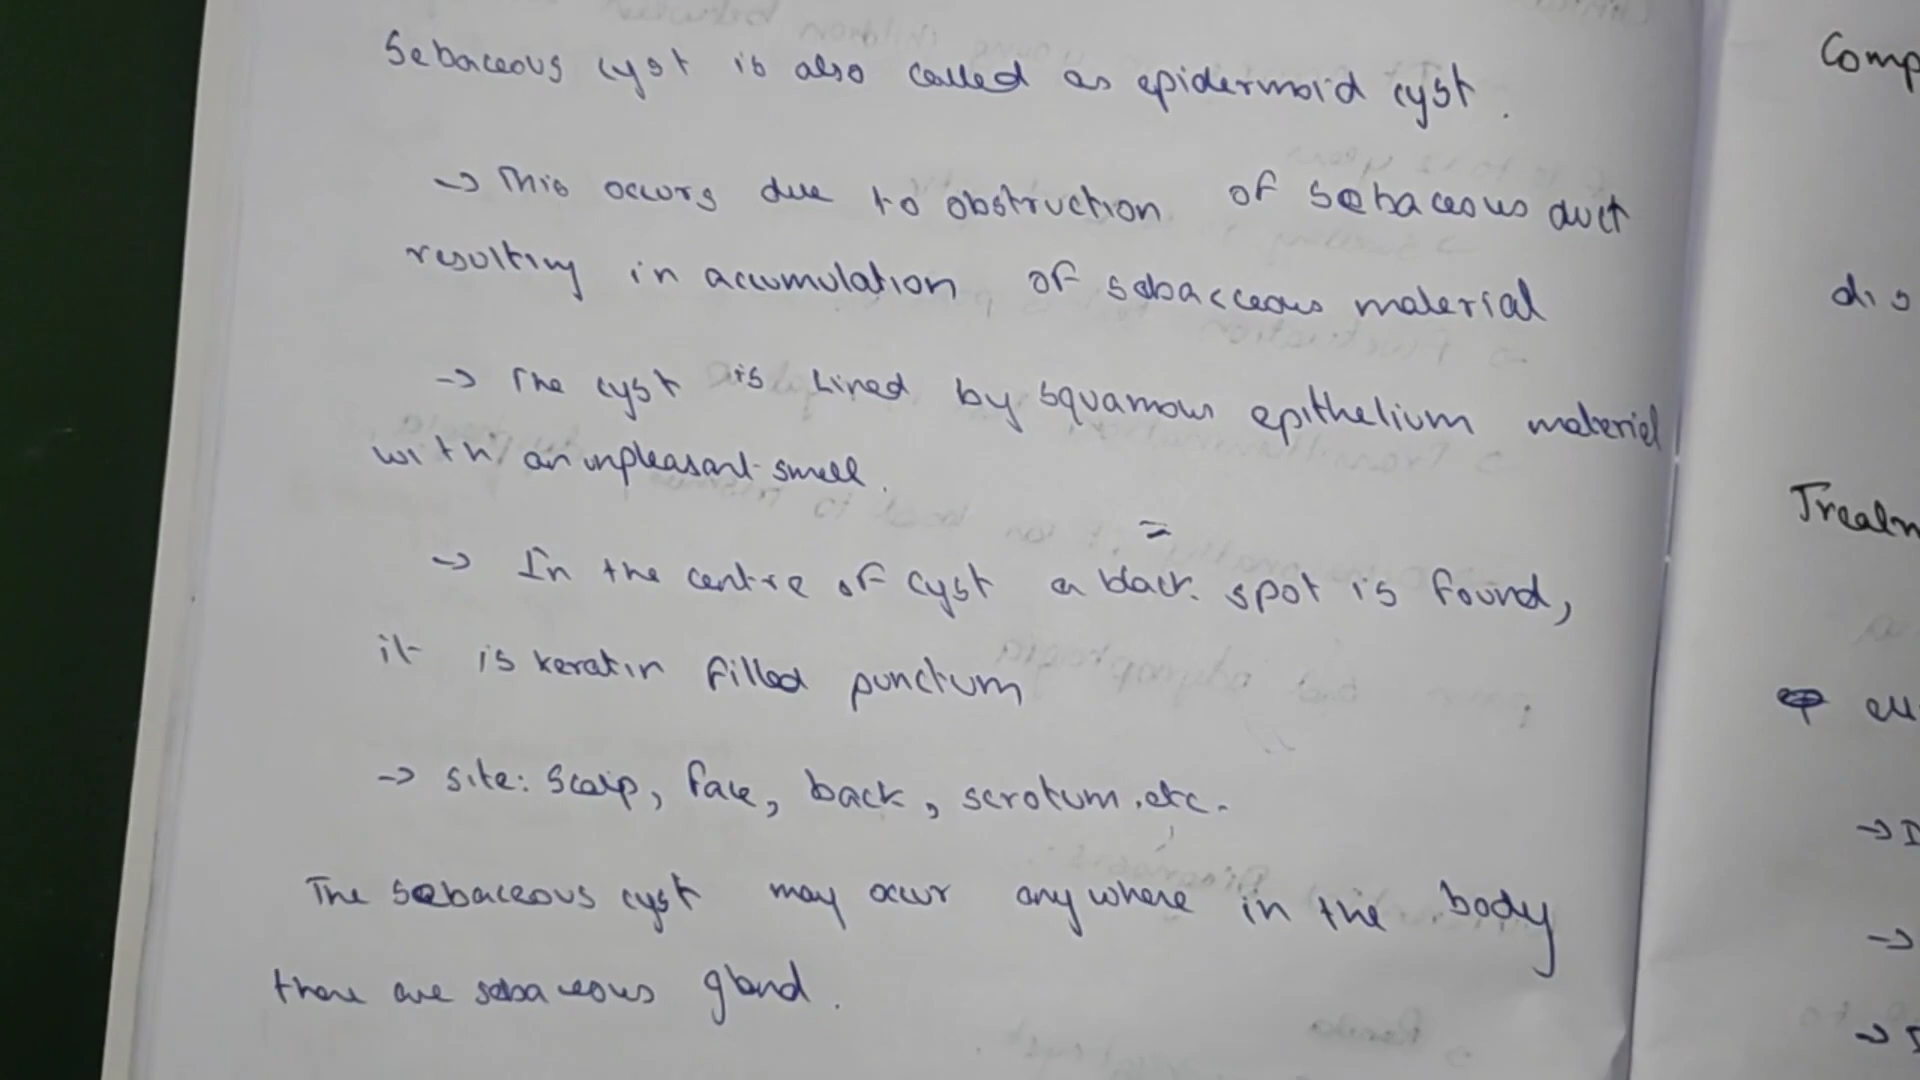 Sebaceous cyst is also called as epidermoid cyst.
→ This occurs due to obstruction of sebaceous duct
resulting in accumulation of sabacceous material
→ The cyst is Lined by squamous epithelium material
with an unpleasant smell.
→ In the centre of cyst a black spot is found,
it is keratin filled punctum
→ site: Scalp, face, back, scrotum, etc.
The sebaceous cyst may occur anywhere in the body
there are sebaceous gland.
Comp
dis
Treatm